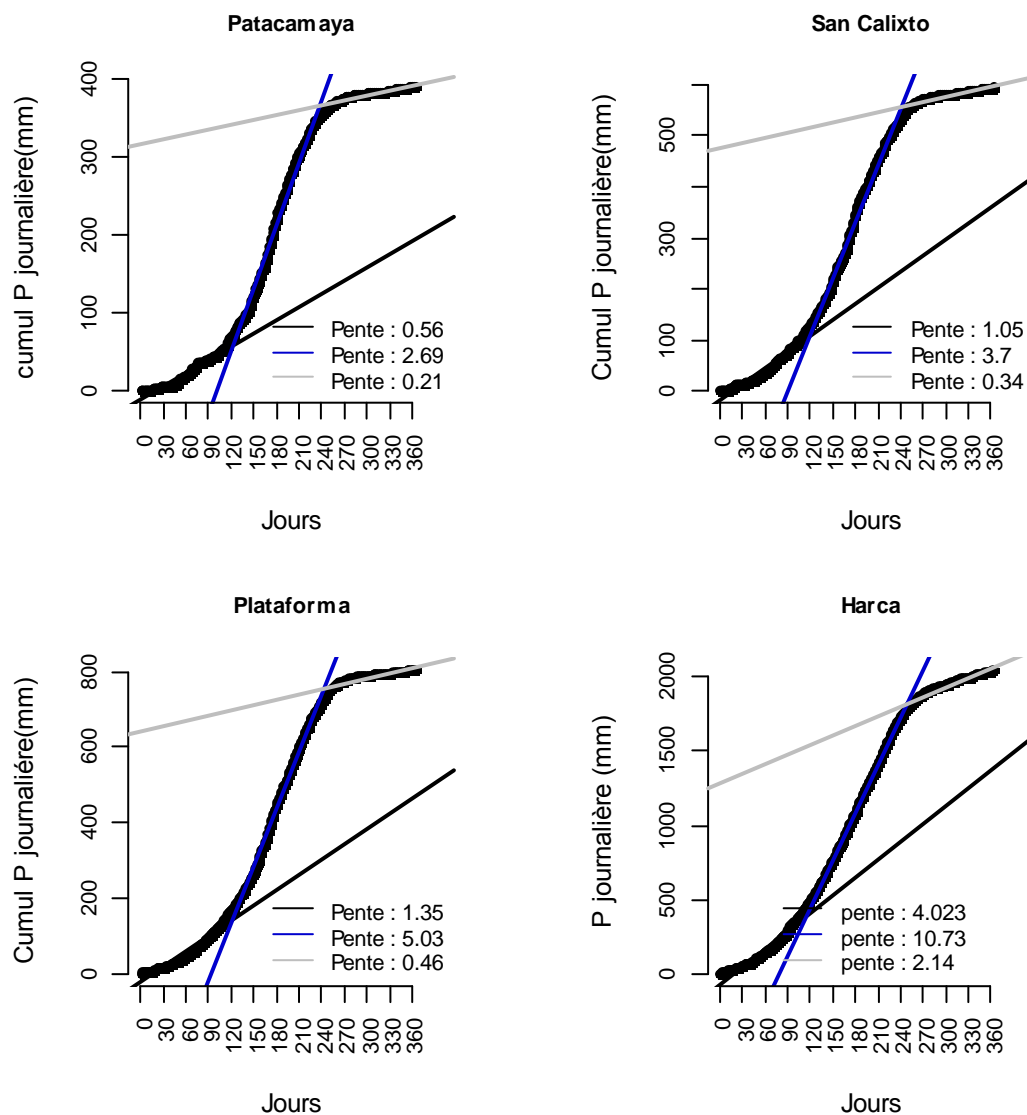 Patacamaya
cumul P journalière(mm)
0 100 200 300 400
Pente : 0.56
Pente : 2.69
Pente : 0.21
0 30 60 90 120 150 180 210 240 270 300 330 360
Jours
San Calixto
Cumul P journalière(mm)
0 100 300 500
Pente : 1.05
Pente : 3.7
Pente : 0.34
0 30 60 90 120 150 180 210 240 270 300 330 360
Jours
Plataforma
Cumul P journaliére(mm)
0 200 400 600 800
Pente : 1.35
Pente : 5.03
Pente : 0.46
0 30 60 90 120 150 180 210 240 270 300 330 360
Jours
Harca
P journalière (mm)
0 500 1000 1500 2000
pente : 4.023
pente : 10.73
pente : 2.14
0 30 60 90 120 150 180 210 240 270 300 330 360
Jours